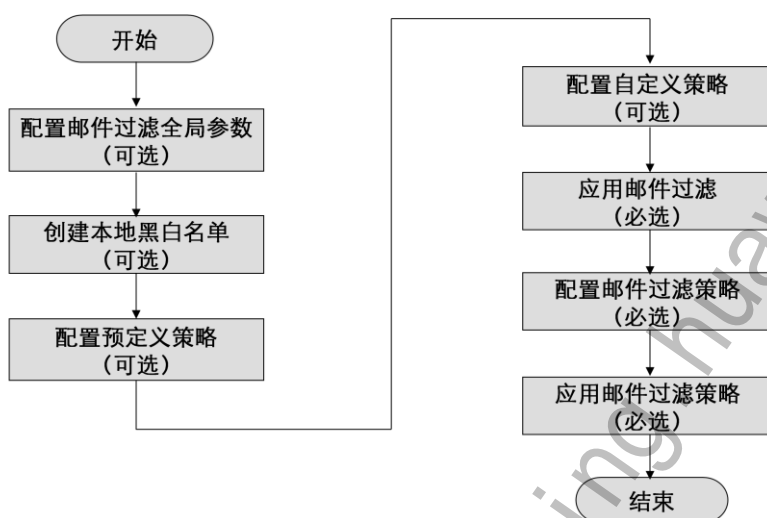 开始
配置邮件过滤全局参数
（可选）
创建本地黑白名单
（可选）
配置预定义策略
（可选）
配置自定义策略
（可选）
应用邮件过滤
（必选）
配置邮件过滤策略
（必选）
应用邮件过滤策略
（必选）
结束
ing.huaw